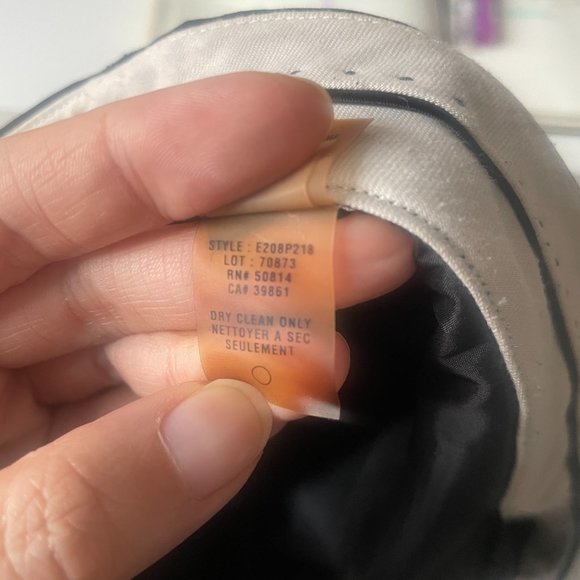 STYLE : E208P218
LOT : 70873
RN# 50814
CA# 39861
DRY CLEAN ONLY
NETTOYER A SEC
SEULEMENT